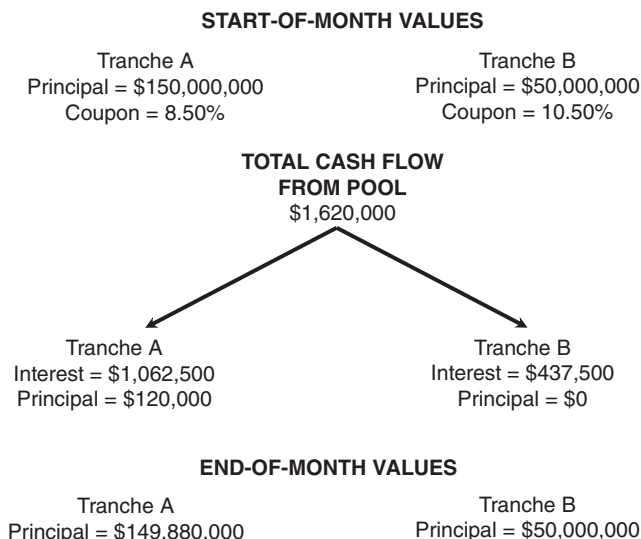 START-OF-MONTH VALUES
Tranche A
Principal = $150,000,000
Coupon = 8.50%
Tranche B
Principal = $50,000,000
Coupon = 10.50%
TOTAL CASH FLOW
FROM POOL
$1,620,000
Tranche A
Interest = $1,062,500
Principal = $120,000
Tranche B
Interest = $437,500
Principal = $0
END-OF-MONTH VALUES
Tranche A
Principal = $149,880,000
Tranche B
Principal = $50,000,000